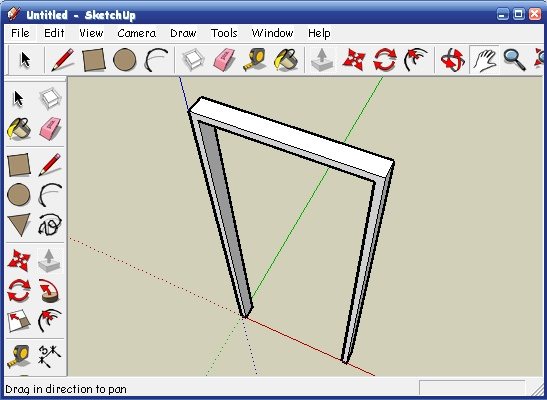 Untitled - SketchUp
File Edit View Camera Draw Tools Window Help
Drag in direction to pan